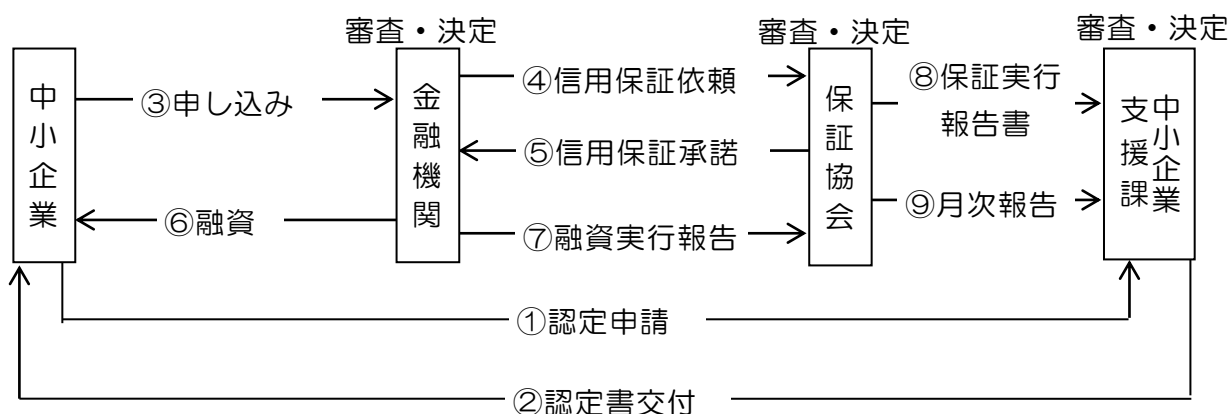 審査・決定
審査・決定
審査・決定
中小企業
③申し込み
金融機関
④信用保証依頼
保証協会
⑧保証実行
報告書
中小企業
支援課
⑤信用保証承諾
⑥融資
⑦融資実行報告
⑨月次報告
①認定申請
②認定書交付